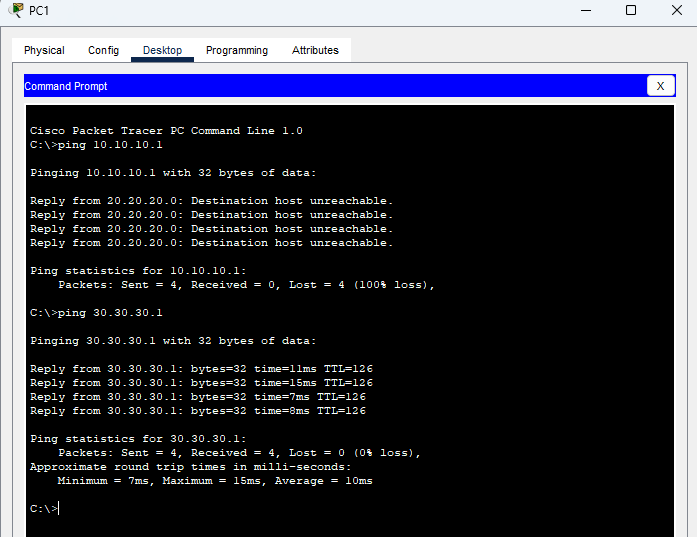 PC1
Physical Config Desktop Programming Attributes
Command Prompt X
Cisco Packet Tracer PC Command Line 1.0
C:\>ping 10.10.10.1
Pinging 10.10.10.1 with 32 bytes of data:
Reply from 20.20.20.0: Destination host unreachable.
Reply from 20.20.20.0: Destination host unreachable.
Reply from 20.20.20.0: Destination host unreachable.
Reply from 20.20.20.0: Destination host unreachable.
Ping statistics for 10.10.10.1:
Packets: Sent = 4, Received = 0, Lost = 4 (100% loss),
C:\>ping 30.30.30.1
Pinging 30.30.30.1 with 32 bytes of data:
Reply from 30.30.30.1: bytes=32 time=11ms TTL=126
Reply from 30.30.30.1: bytes=32 time=15ms TTL=126
Reply from 30.30.30.1: bytes=32 time=7ms TTL=126
Reply from 30.30.30.1: bytes=32 time=8ms TTL=126
Ping statistics for 30.30.30.1:
Packets: Sent = 4, Received = 4, Lost = 0 (0% loss),
Approximate round trip times in milli-seconds:
Minimum = 7ms, Maximum = 15ms, Average = 10ms
C:\>